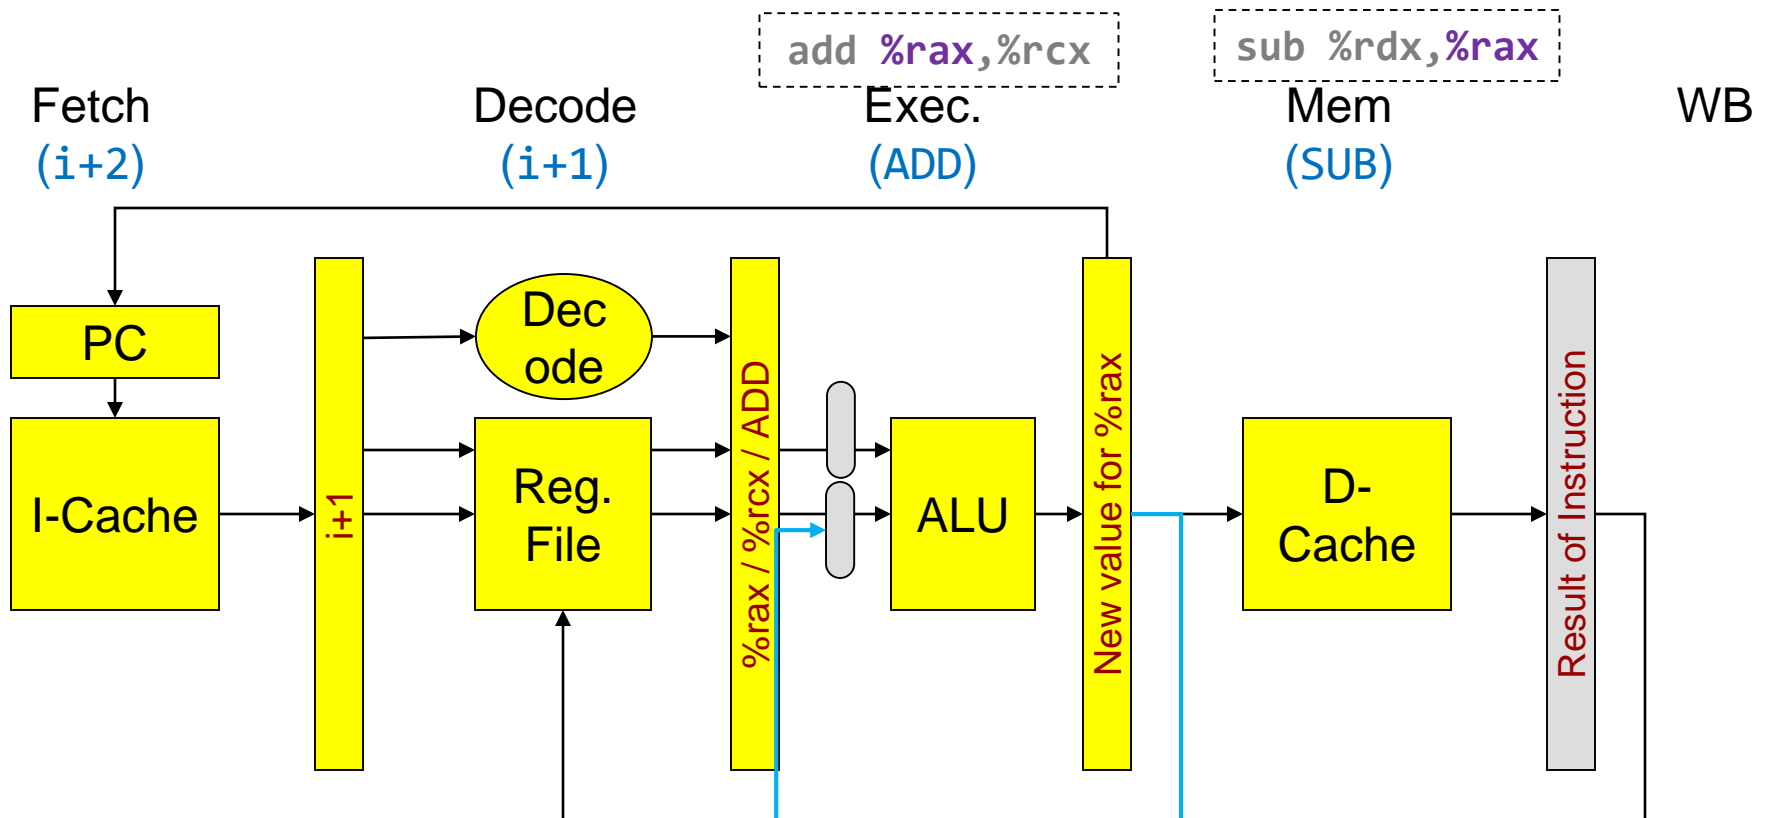 add %rax,%rcx
sub %rdx,%rax
Fetch
Decode
Exec.
Mem
WB
(i+2)
(i+1)
(ADD)
(SUB)
PC
I-Cache
i+1
Dec
ode
Reg.
File
%rax / %rcx / ADD
ALU
New value for %rax
D-
Cache
Result of Instruction